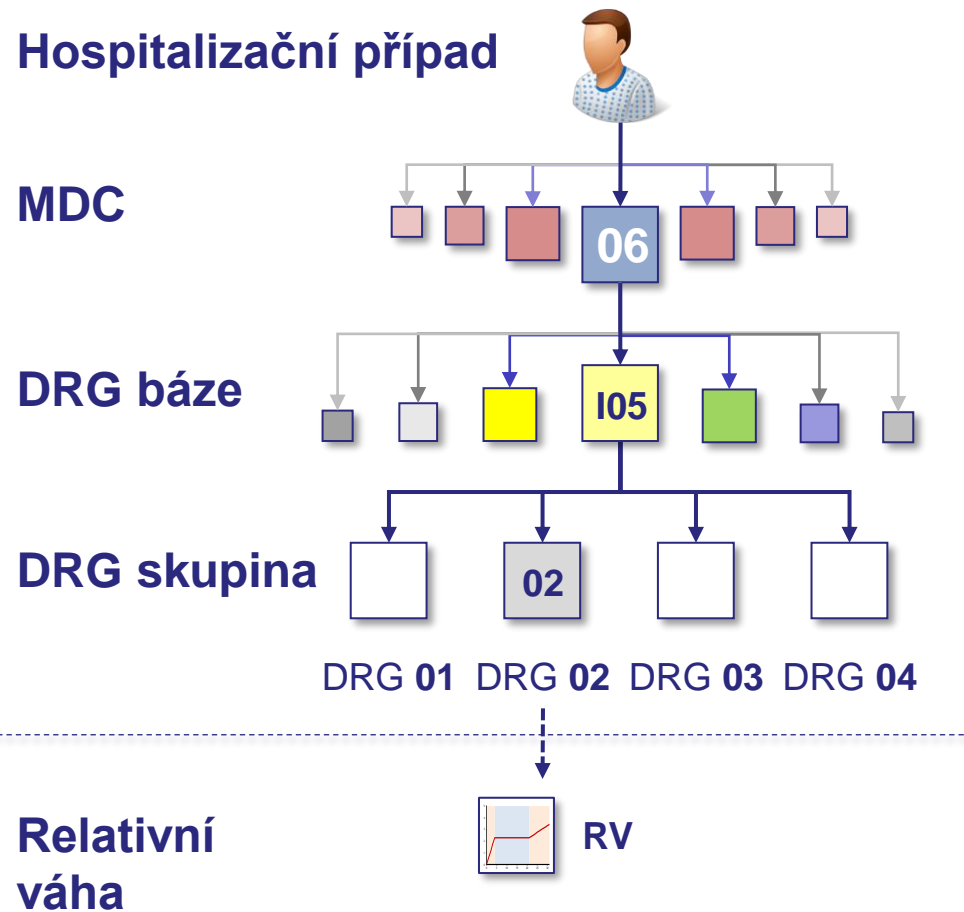 Hospitalizační případ
MDC
06
DRG báze
I05
DRG skupina
02
DRG 01 DRG 02 DRG 03 DRG 04
Relativní
váha
RV